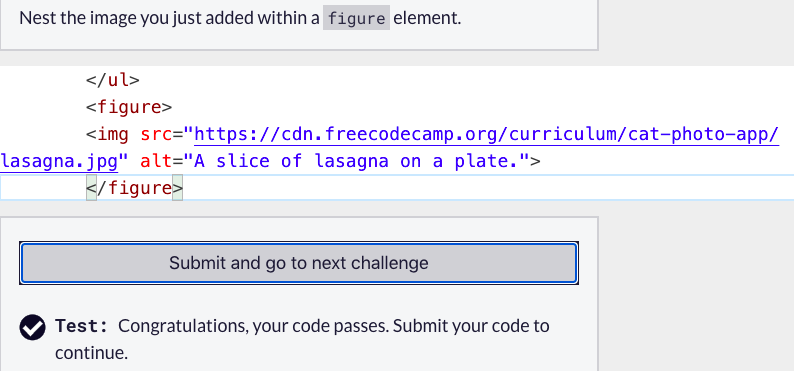 Nest the image you just added within a figure element.
</ul>
<figure>
<img src="https://cdn.freecodecamp.org/curriculum/cat-photo-app/
lasagna.jpg" alt="A slice of lasagna on a plate.">
</figure>
Submit and go to next challenge
Test: Congratulations, your code passes. Submit your code to
continue.